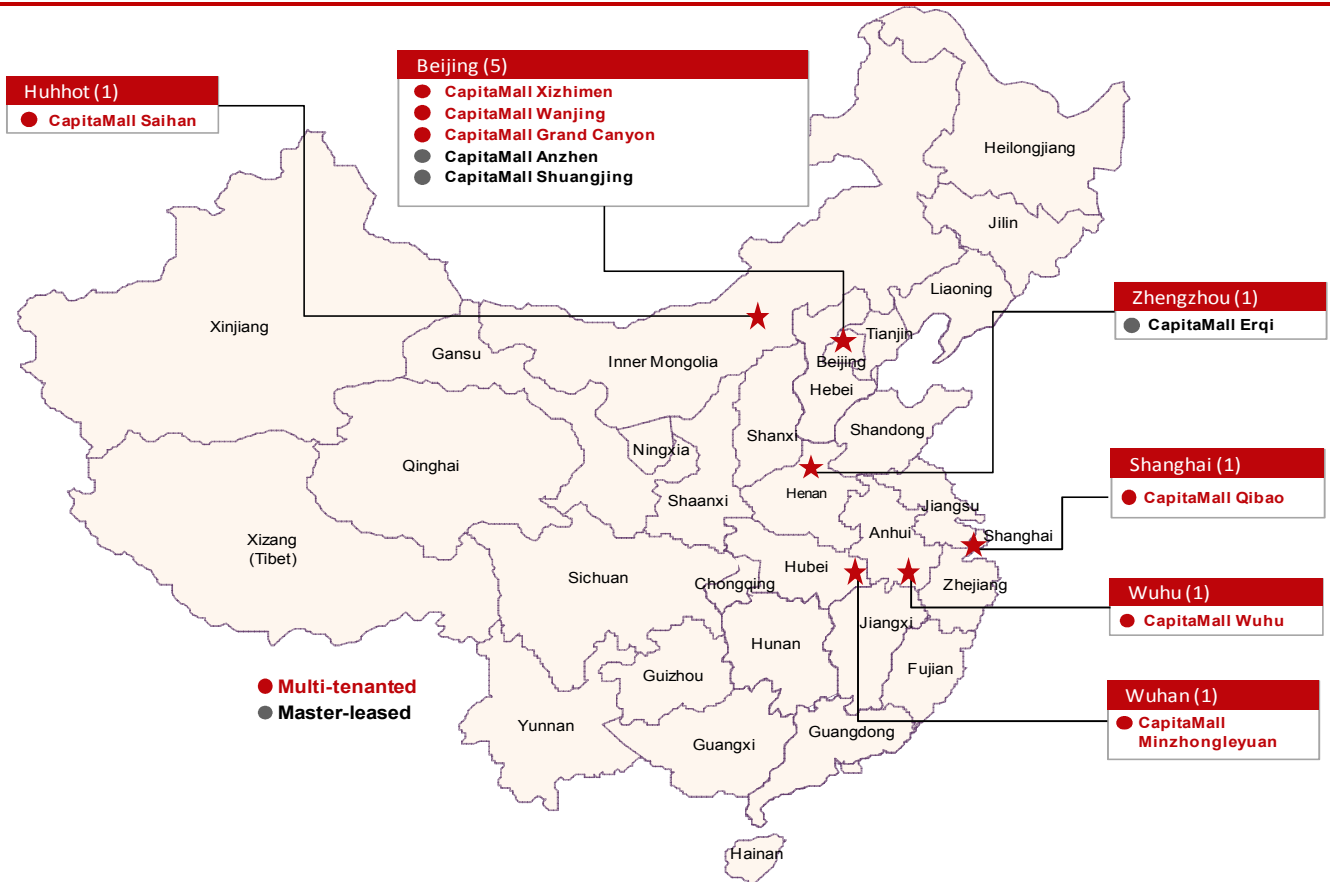 Beijing (5)
CapitaMall Xizhimen
CapitaMall Wanjing
CapitaMall Grand Canyon
CapitaMall Anzhen
CapitaMall Shuangjing
Huhhot (1)
CapitaMall Saihan
Zhengzhou (1)
CapitaMall Erqi
Shanghai (1)
CapitaMall Qibao
Wuhu (1)
CapitaMall Wuhu
Wuhan (1)
CapitaMall
Minzhongleyuan
Heilongjiang
Jilin
Liaoning
Xinjiang
Gansu
Inner Mongolia
Tianjin
Beijing
Hebei
Shanxi
Shandong
Ningxia
Qinghai
Shaanxi
Henan
Jiangsu
Anhui
Shanghai
Xizang
(Tibet)
Sichuan
Chongqing
Hubei
Zhejiang
Hunan
Jiangxi
Fujian
Guizhou
Yunnan
Guangxi
Guangdong
Hainan
Multi-tenanted
Master-leased